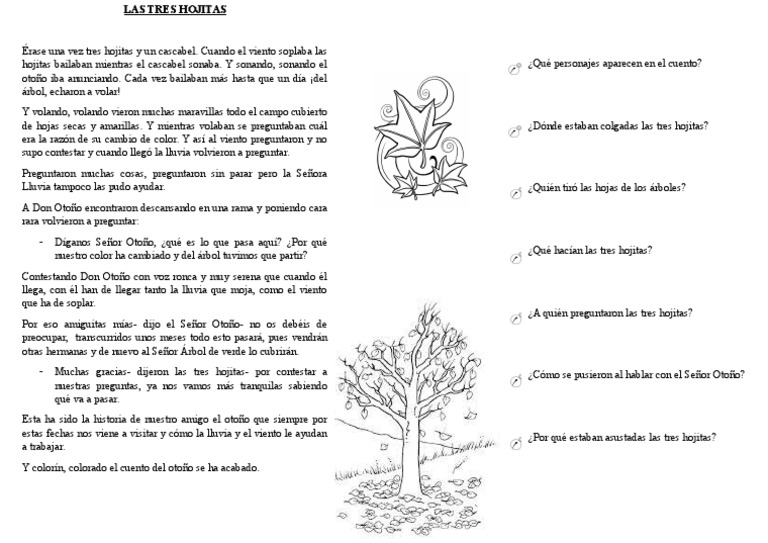 LAS TRES HOJITAS
Érase una vez tres hojitas y un cascabel. Cuando el viento soplaba las
hojitas bailaban mientras el cascabel sonaba. Y sonando, sonando el
otoño iba anunciando. Cada vez bailaban más hasta que un día ¡del
árbol, echaron a volar!
Y volando, volando vieron muchas maravillas todo el campo cubierto
de hojas secas y amarillas. Y mientras volaban se preguntaban cuál
era la razón de su cambio de color. Y así al viento preguntaron y no
supo contestar y cuando llegó la lluvia volvieron a preguntar.
Preguntaron muchas cosas, preguntaron sin parar pero la Señora
Lluvia tampoco las pudo ayudar.
A Don Otoño encontraron descansando en una rama y poniendo cara
rara volvieron a preguntar:
- Díganos Señor Otoño, ¿qué es lo que pasa aquí? ¿Por qué
nuestro color ha cambiado y del árbol tuvimos que partir?
Contestando Don Otoño con voz ronca y muy serena que cuando él
llega, con él han de llegar tanto la lluvia que moja, como el viento
que ha de soplar.
Por eso amiguitas mías- dijo el Señor Otoño- no os debéis de
preocupar, transcurridos unos meses todo esto pasará, pues vendrán
otras hermanas y de nuevo al Señor Árbol de verde lo cubrirán.
- Muchas gracias- dijeron las tres hojitas- por contestar a
nuestras preguntas, ya nos vamos más tranquilas sabiendo
qué va a pasar.
Esta ha sido la historia de nuestro amigo el otoño que siempre por
estas fechas nos viene a visitar y cómo la lluvia y el viento le ayudan
a trabajar.
Y colorín, colorado el cuento del otoño se ha acabado.
¿Qué personajes aparecen en el cuento?
¿Dónde estaban colgadas las tres hojitas?
¿Quién tiró las hojas de los árboles?
¿Qué hacían las tres hojitas?
¿A quién preguntaron las tres hojitas?
¿Cómo se pusieron al hablar con el Señor Otoño?
¿Por qué estaban asustadas las tres hojitas?